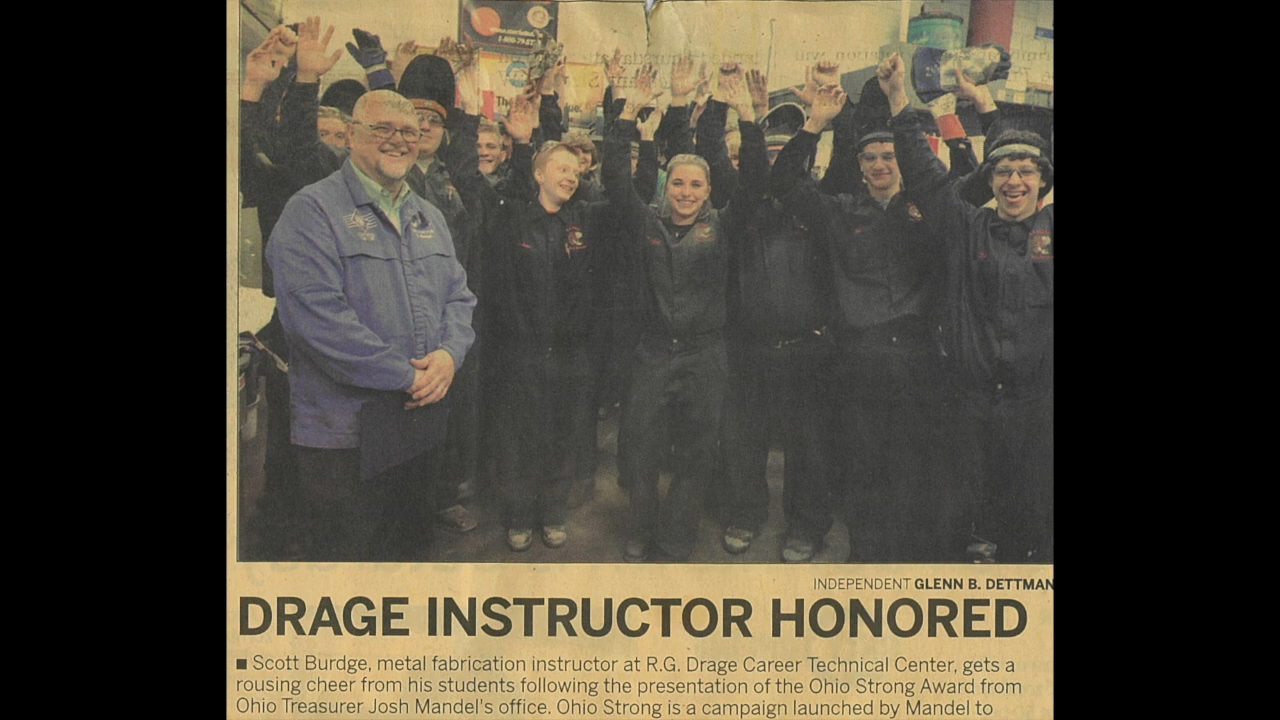 INDEPENDENT GLENN B. DETTMAN
DRAGE INSTRUCTOR HONORED
■ Scott Burdge, metal fabrication instructor at R.G. Drage Career Technical Center, gets a
rousing cheer from his students following the presentation of the Ohio Strong Award from
Ohio Treasurer Josh Mandel's office. Ohio Strong is a campaign launched by Mandel to